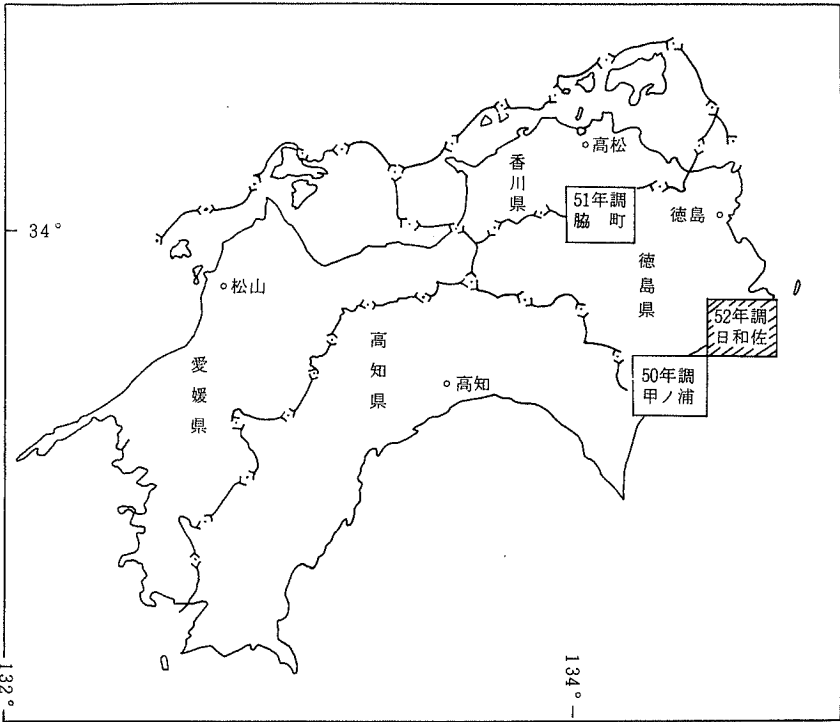 高松
香川県
51年調
脇町
徳島
34°
徳島県
松山
52年調
日和佐
高知県
愛媛県
50年調
高知
甲ノ浦
134°
132°